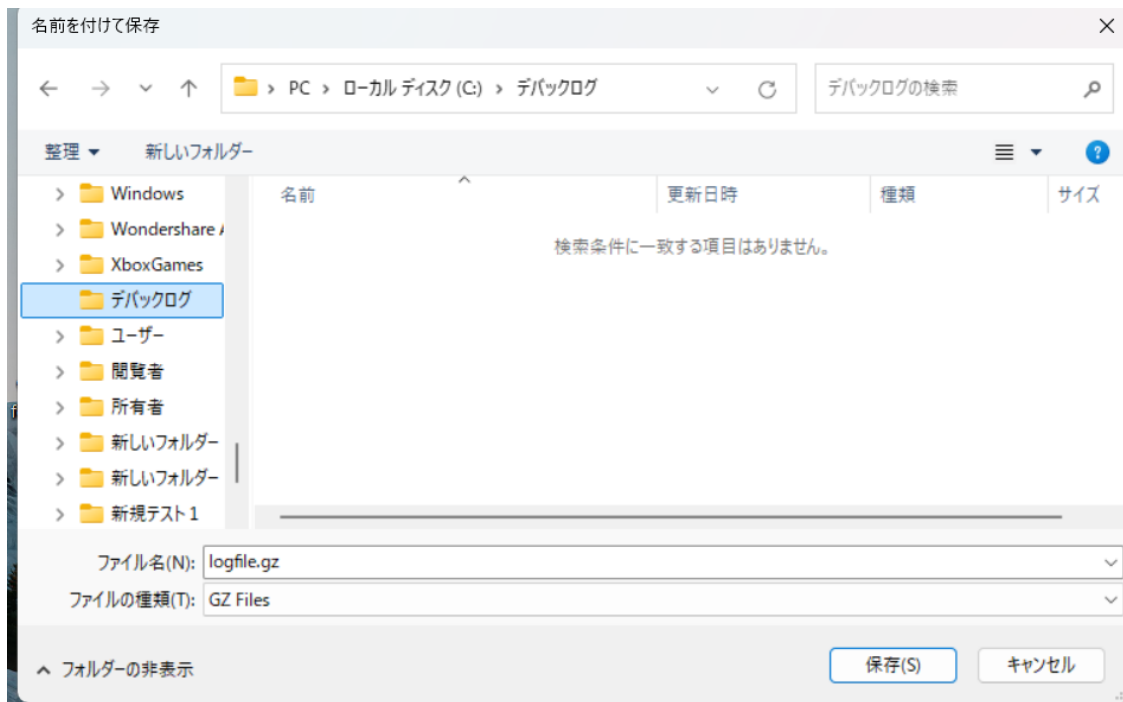 名前を付けて保存
PC > ローカル ディスク (C:) > デバックログ
デバックログの検索
整理
新しいフォルダー
Windows
Wondershare
XboxGames
デバックログ
ユーザー
閲覧者
所有者
新しいフォルダー
新しいフォルダー
新規テスト1
名前
更新日時
種類
サイズ
検索条件に一致する項目はありません。
ファイル名(N): logfile.gz
ファイルの種類(T): GZ Files
フォルダーの非表示
保存(S)
キャンセル